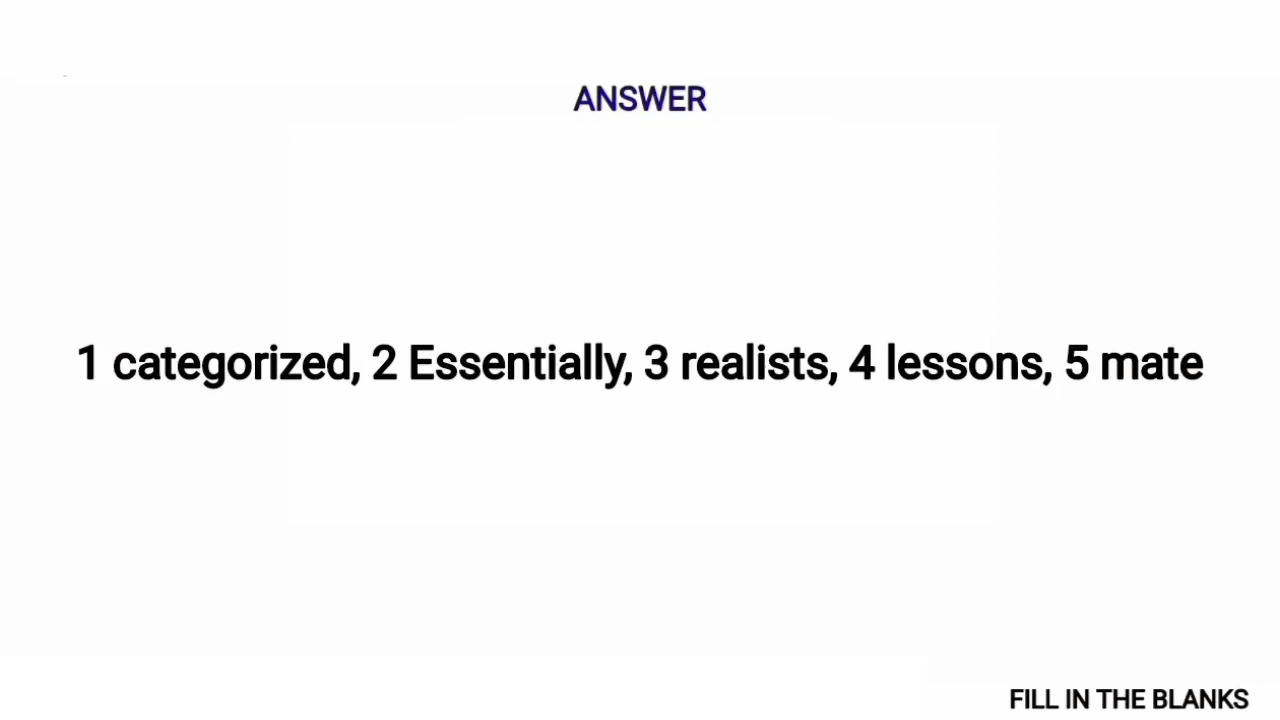 ANSWER
1 categorized, 2 Essentially, 3 realists, 4 lessons, 5 mate
FILL IN THE BLANKS